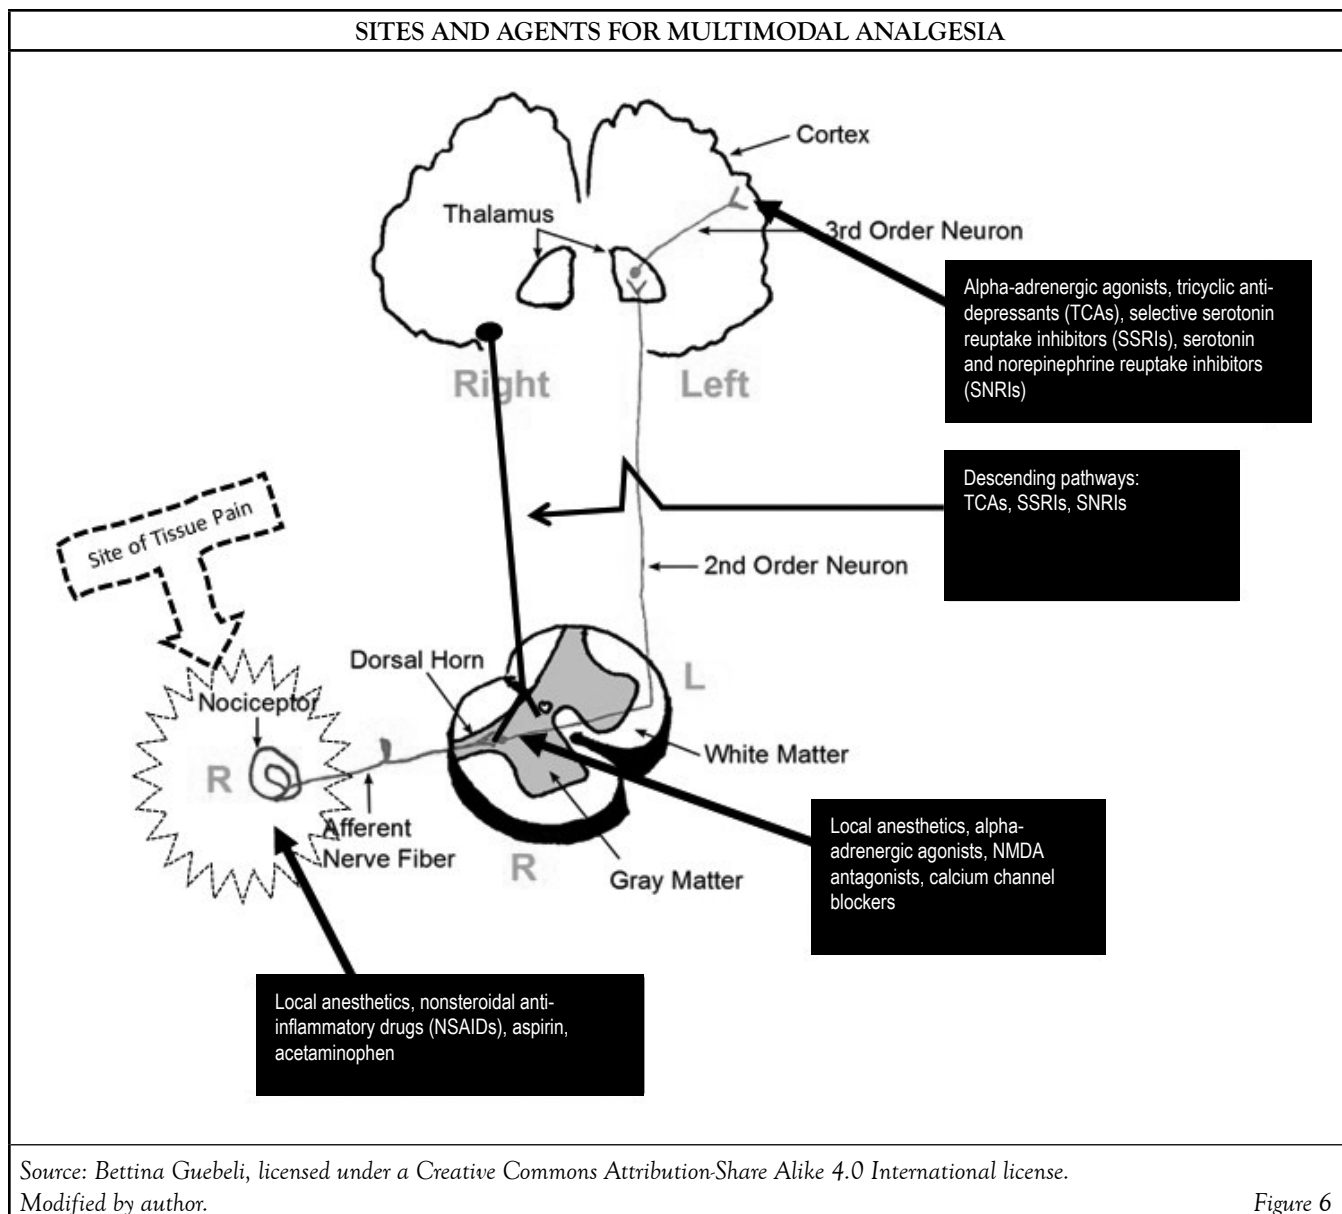 SITES AND AGENTS FOR MULTIMODAL ANALGESIA
Cortex
Thalamus
3rd Order Neuron
Alpha-adrenergic agonists, tricyclic anti-
depressants (TCAs), selective serotonin
reuptake inhibitors (SSRIs), serotonin
and norepinephrine reuptake inhibitors
(SNRIs)
Right
Left
Descending pathways:
TCAs, SSRIs, SNRIs
Site of Tissue Pain
2nd Order Neuron
Dorsal Horn
L
Nociceptor
White Matter
R
Afferent
Nerve Fiber
R
Gray Matter
Local anesthetics, alpha-
adrenergic agonists, NMDA
antagonists, calcium channel
blockers
Local anesthetics, nonsteroidal anti-
inflammatory drugs (NSAIDs), aspirin,
acetaminophen
Source: Bettina Guebeli, licensed under a Creative Commons Attribution-Share Alike 4.0 International license.
Modified by author.
Figure 6